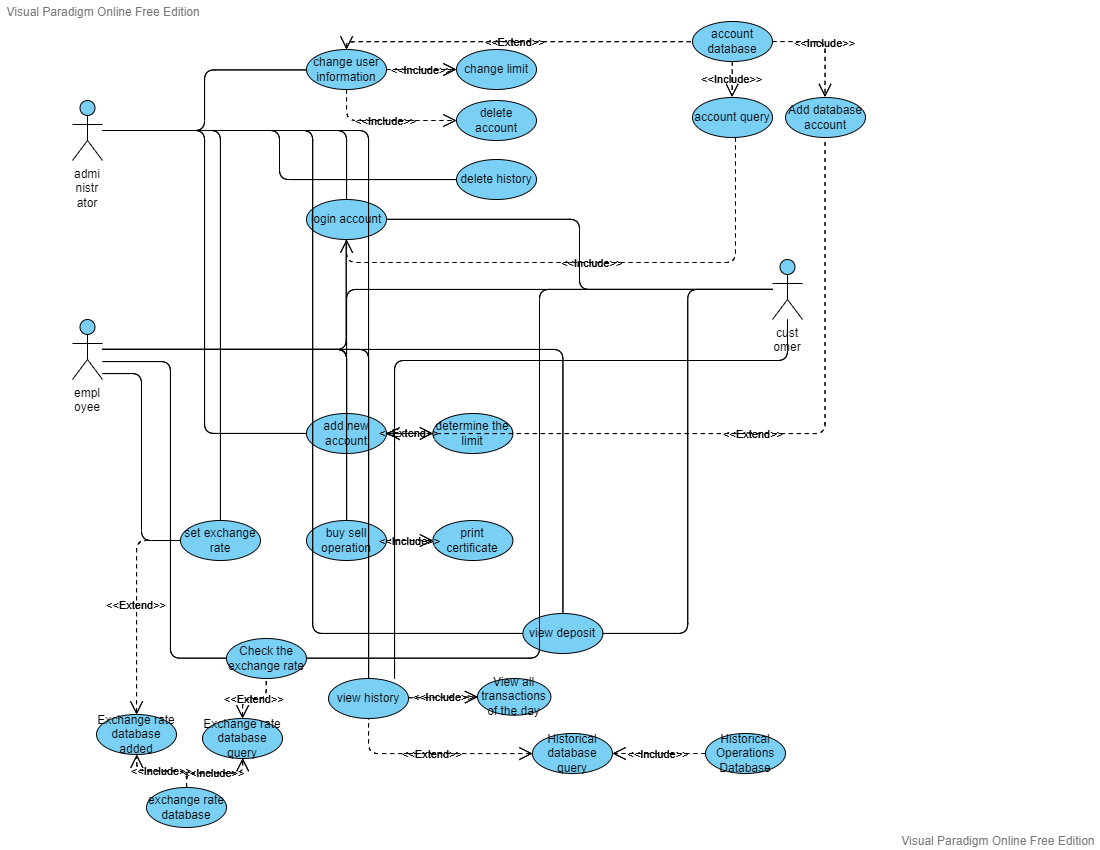 Visual Paradigm Online Free Edition
account
database
<<Extend>>
<<Include>>
change user
information
<<Include>>
change limit
<<Include>>
account query
Add database
account
delete
account
<<Include>>
admi
nistr
ator
delete history
login account
<<Include>>
cust
omer
empl
oyee
add new
account
<<Extend>>
determine the
limit
<<Extend>>
set exchange
rate
buy sell
operation
<<Include>>
print
certificate
<<Extend>>
view deposit
Check the
exchange rate
<<Extend>>
view history
<<Include>>
View all
transactions
of the day
Exchange rate
database
added
Exchange rate
database
query
<<Extend>>
Historical
database
query
<<Include>>
Historical
Operations
Database
<<Include>>
<<Include>>
exchange rate
database
Visual Paradigm Online Free Edition